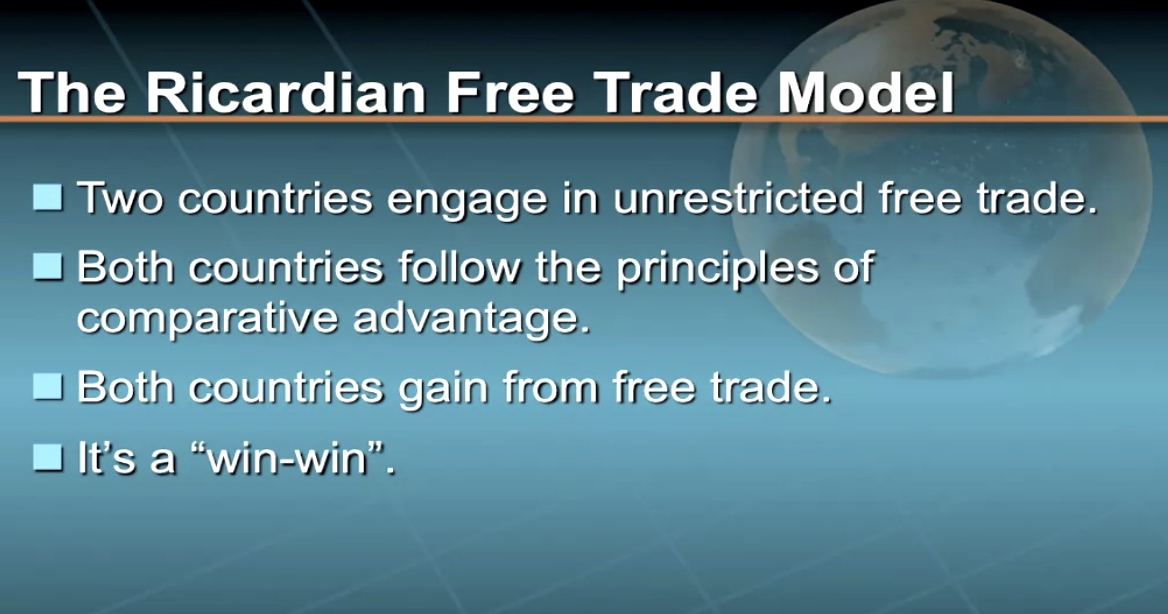 The Ricardian Free Trade Model
Two countries engage in unrestricted free trade.
Both countries follow the principles of
comparative advantage.
Both countries gain from free trade.
It’s a “win-win”.